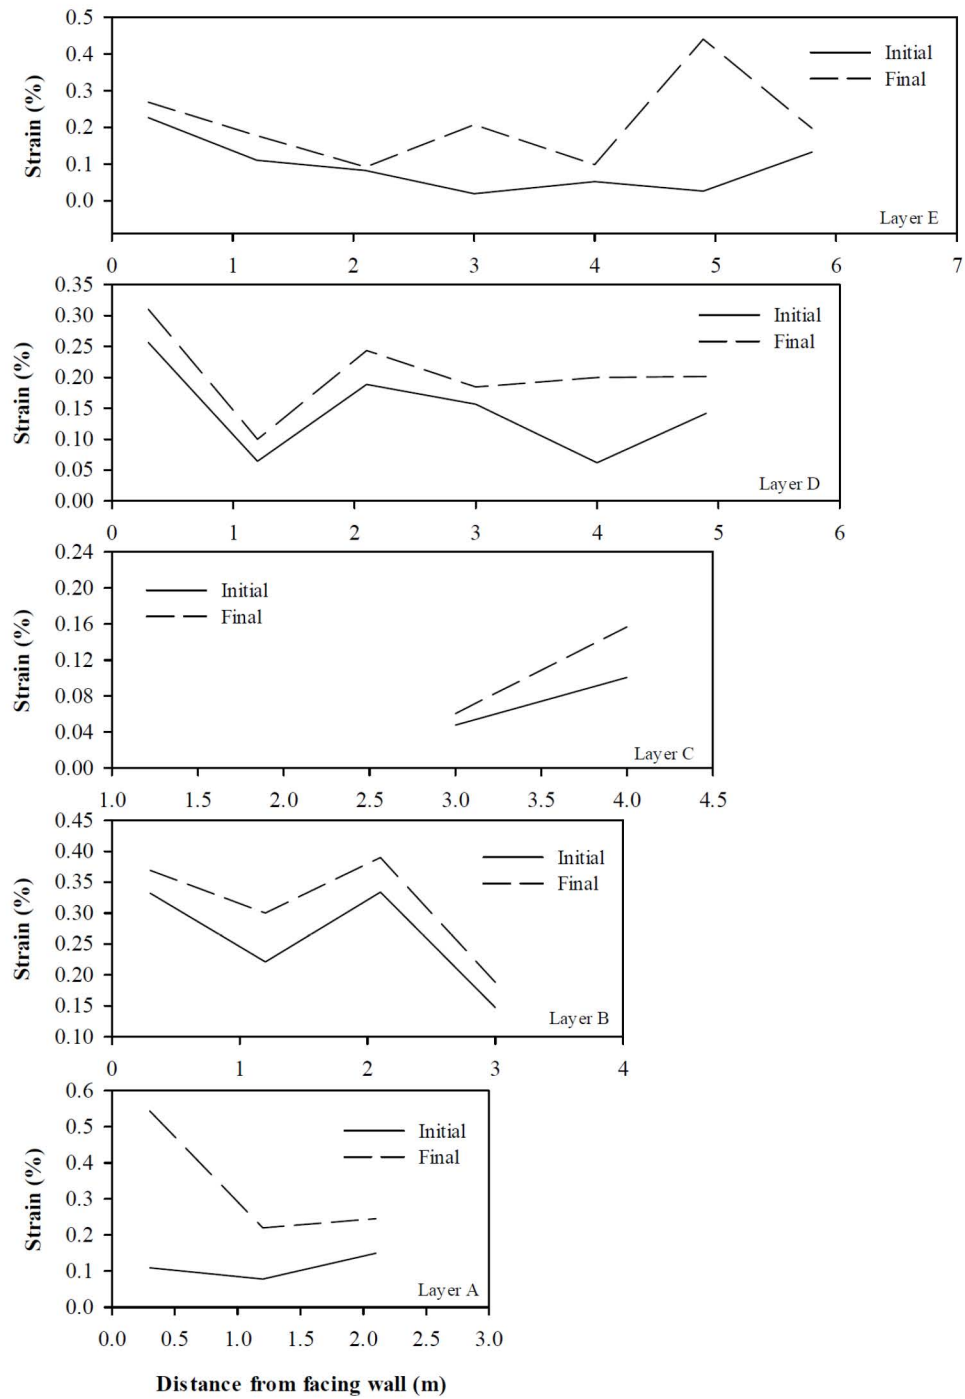 0.5
0.4
0.3
0.2
0.1
0.0
Strain (%)
Initial
Final
Layer E
0 1 2 3 4 5 6 7
0.35
0.30
0.25
0.20
0.15
0.10
0.05
0.00
Strain (%)
Initial
Final
Layer D
0 1 2 3 4 5 6
0.24
0.20
0.16
0.12
0.08
0.04
0.00
Strain (%)
Initial
Final
Layer C
1.0 1.5 2.0 2.5 3.0 3.5 4.0 4.5
0.45
0.40
0.35
0.30
0.25
0.20
0.15
0.10
Strain (%)
Initial
Final
Layer B
0 1 2 3 4
0.6
0.5
0.4
0.3
0.2
0.1
0.0
Strain (%)
Initial
Final
Layer A
0.0 0.5 1.0 1.5 2.0 2.5 3.0
Distance from facing wall (m)